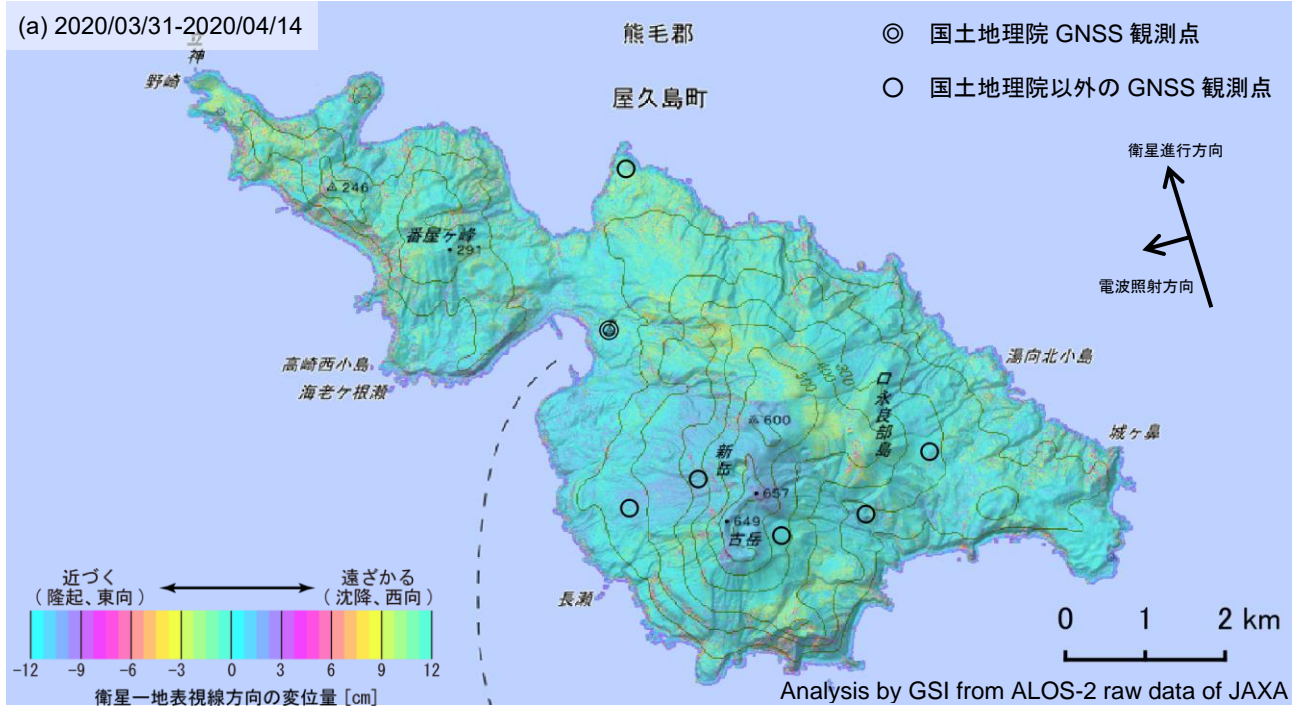 (a) 2020/03/31-2020/04/14
立
神
野崎
熊毛郡
屋久島町
国土地理院 GNSS 観測点
国土地理院以外の GNSS 観測点
衛星進行方向
電波照射方向
246
番屋ヶ峰
291
高崎西小島
海老ケ根瀬
湯向北小島
城ヶ鼻
口永良部島
300
400
500
600
新岳
657
649
古岳
長瀬
近づく
(隆起、東向)
遠ざかる
(沈降、西向)
-12 -9 -6 -3 0 3 6 9 12
衛星―地表視線方向の変位量 [cm]
0 1 2 km
Analysis by GSI from ALOS-2 raw data of JAXA